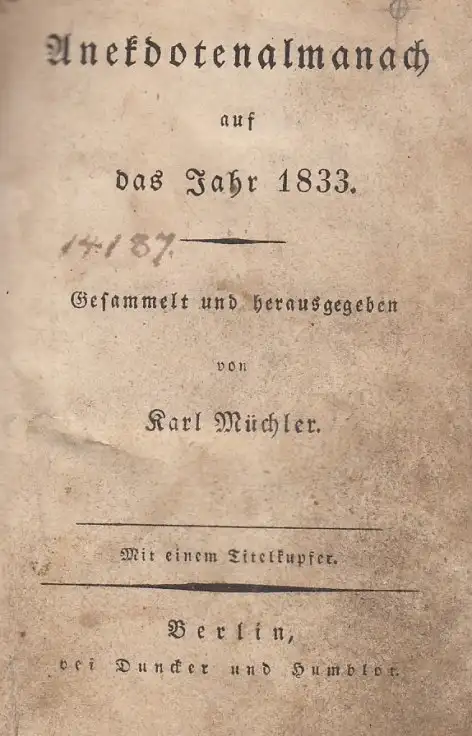 Anekdotenalmanach
auf
das Jahr 1833.
14187.
Gesammelt und herausgegeben
von
Karl Müchler.
Mit einem Titelkupfer.
Berlin,
bei Duncker und Humblot.